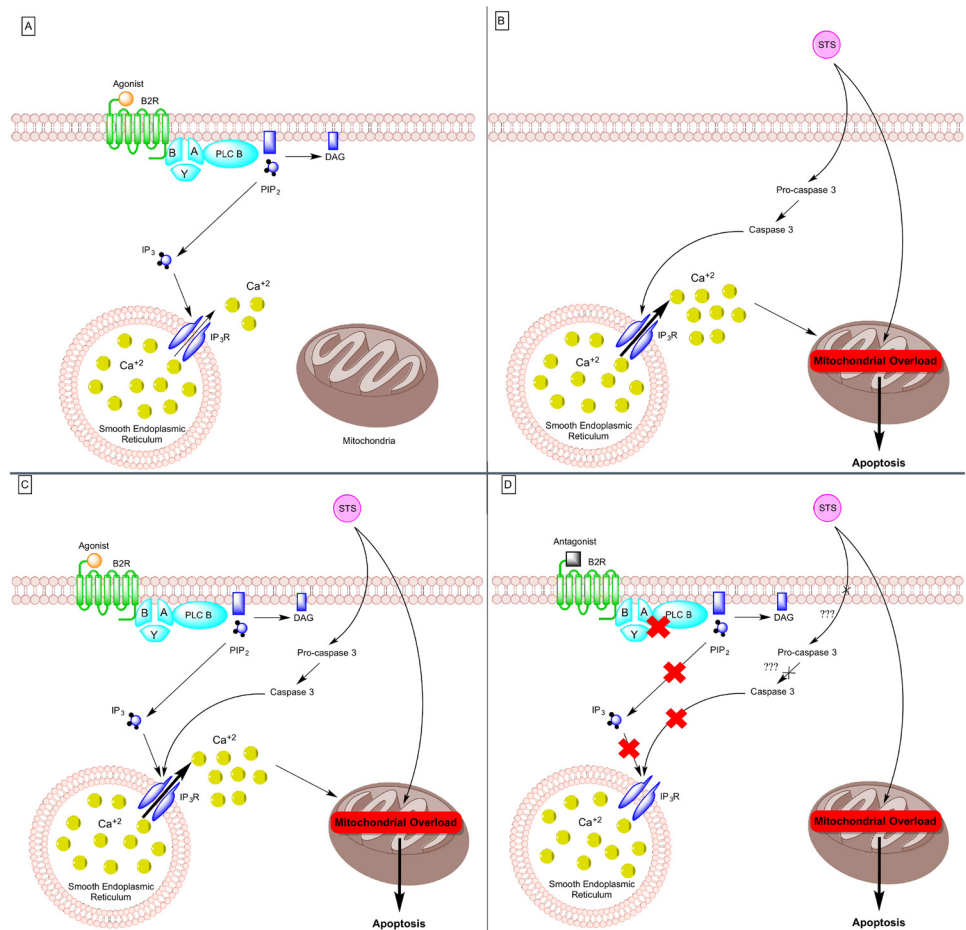 A
Agonist
B2R
B
A
Y
PLC B
PIP2
DAG
IP3
Ca+2
IP3R
Ca+2
Smooth Endoplasmic
Reticulum
Mitochondria
B
STS
Pro-caspase 3
Caspase 3
Ca+2
IP3R
Ca+2
Smooth Endoplasmic
Reticulum
Mitochondrial Overload
Apoptosis
C
STS
Agonist
B2R
B
A
Y
PLC B
PIP2
DAG
Pro-caspase 3
Caspase 3
IP3
Ca+2
IP3R
Ca+2
Smooth Endoplasmic
Reticulum
Mitochondrial Overload
Apoptosis
D
STS
Antagonist
B2R
B
A
Y
PLC B
PIP2
DAG
???
Pro-caspase 3
???
Caspase 3
IP3
IP3R
Ca+2
Smooth Endoplasmic
Reticulum
Mitochondrial Overload
Apoptosis